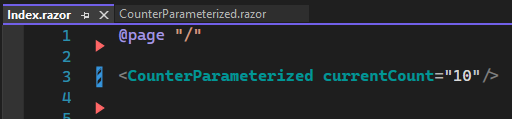 Index.razor CounterParameterized.razor
1 @page "/"
2
3 <CounterParameterized currentCount="10"/>
4
5